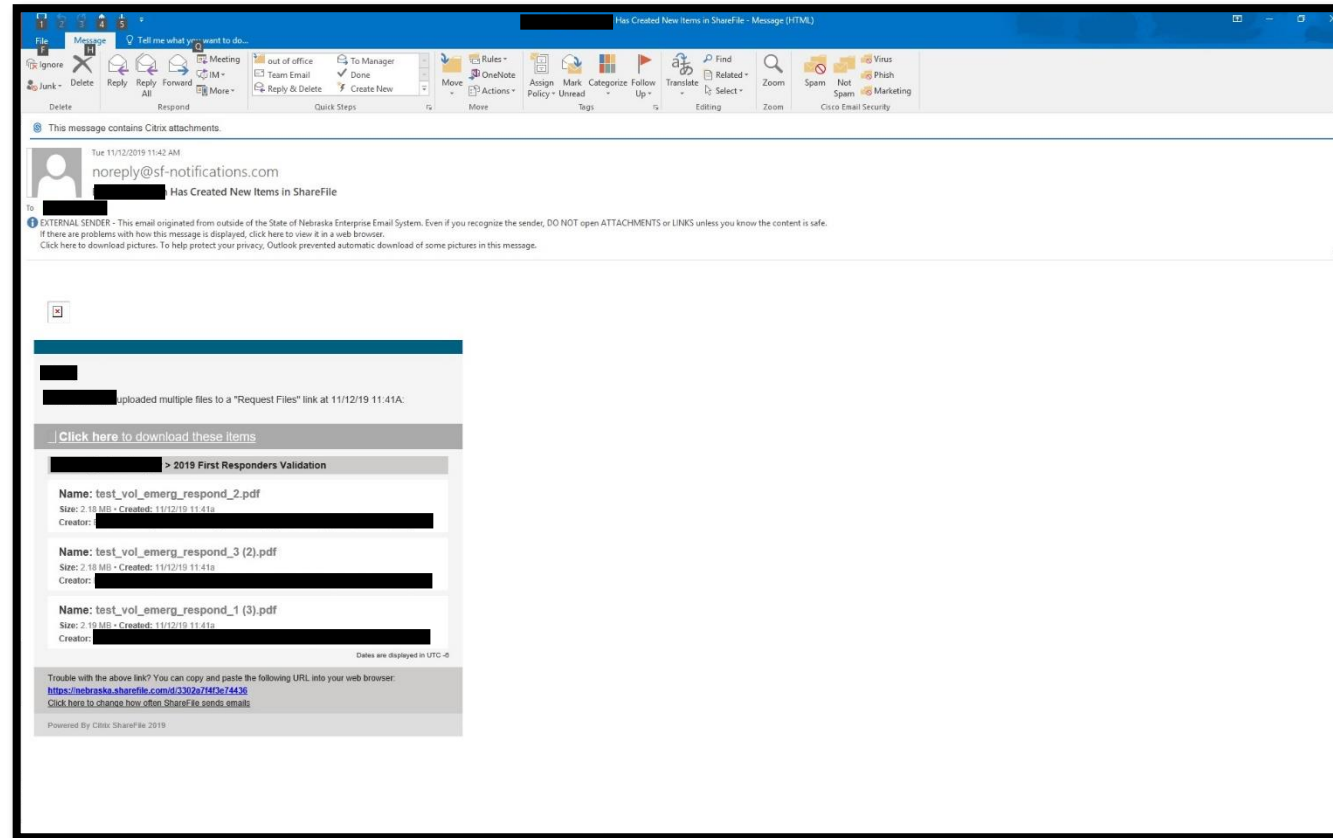 1 2 3 4 5
Has Created New Items in ShareFile - Message (HTML)
File Message Tell me what you want to do...
F H Q
Ignore Delete Reply Reply All Forward Meeting
Junk IM
More
out of office To Manager
Team Email Done
Reply & Delete Create New
Move Rules
OneNote
Actions
Assign Policy Mark Unread Categorize Follow Up
Translate Find
Related
Select
Zoom
Spam Not Spam Virus
Phish
Marketing
Delete Respond Quick Steps Move Tags Editing Zoom Cisco Email Security
This message contains Citrix attachments.
Tue 11/12/2019 11:42 AM
noreply@sf-notifications.com
Has Created New Items in ShareFile
To
EXTERNAL SENDER - This email originated from outside of the State of Nebraska Enterprise Email System. Even if you recognize the sender, DO NOT open ATTACHMENTS or LINKS unless you know the content is safe.
If there are problems with how this message is displayed, click here to view it in a web browser.
Click here to download pictures. To help protect your privacy, Outlook prevented automatic download of some pictures in this message.
uploaded multiple files to a "Request Files" link at 11/12/19 11:41A:
Click here to download these items
> 2019 First Responders Validation
Name: test_vol_emerg_respond_2.pdf
Size: 2.18 MB • Created: 11/12/19 11:41a
Creator:
Name: test_vol_emerg_respond_3 (2).pdf
Size: 2.18 MB • Created: 11/12/19 11:41a
Creator:
Name: test_vol_emerg_respond_1 (3).pdf
Size: 2.19 MB • Created: 11/12/19 11:41a
Creator:
Dates are displayed in UTC -6
Trouble with the above link? You can copy and paste the following URL into your web browser:
https://nebraska.sharefile.com/d/3302a7f4f3e74436
Click here to change how often ShareFile sends emails
Powered By Citrix ShareFile 2019